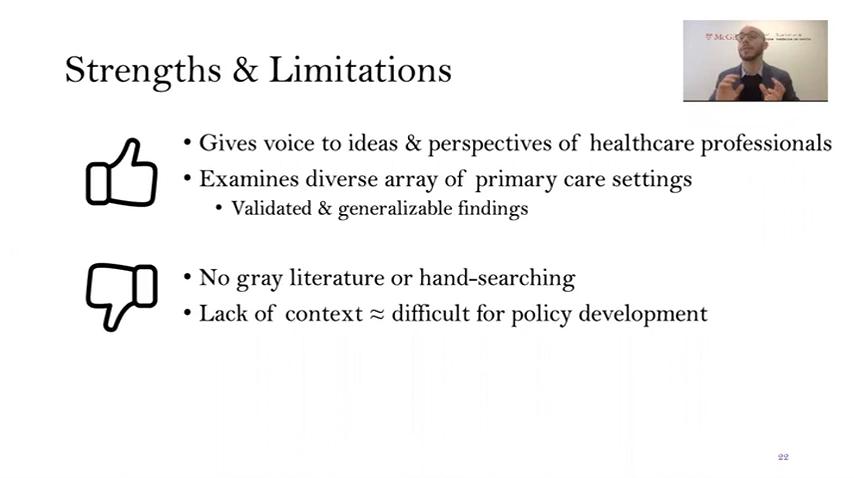 McGill
Strengths & Limitations
• Gives voice to ideas & perspectives of healthcare professionals
• Examines diverse array of primary care settings
• Validated & generalizable findings
• No gray literature or hand-searching
• Lack of context ≈ difficult for policy development
22